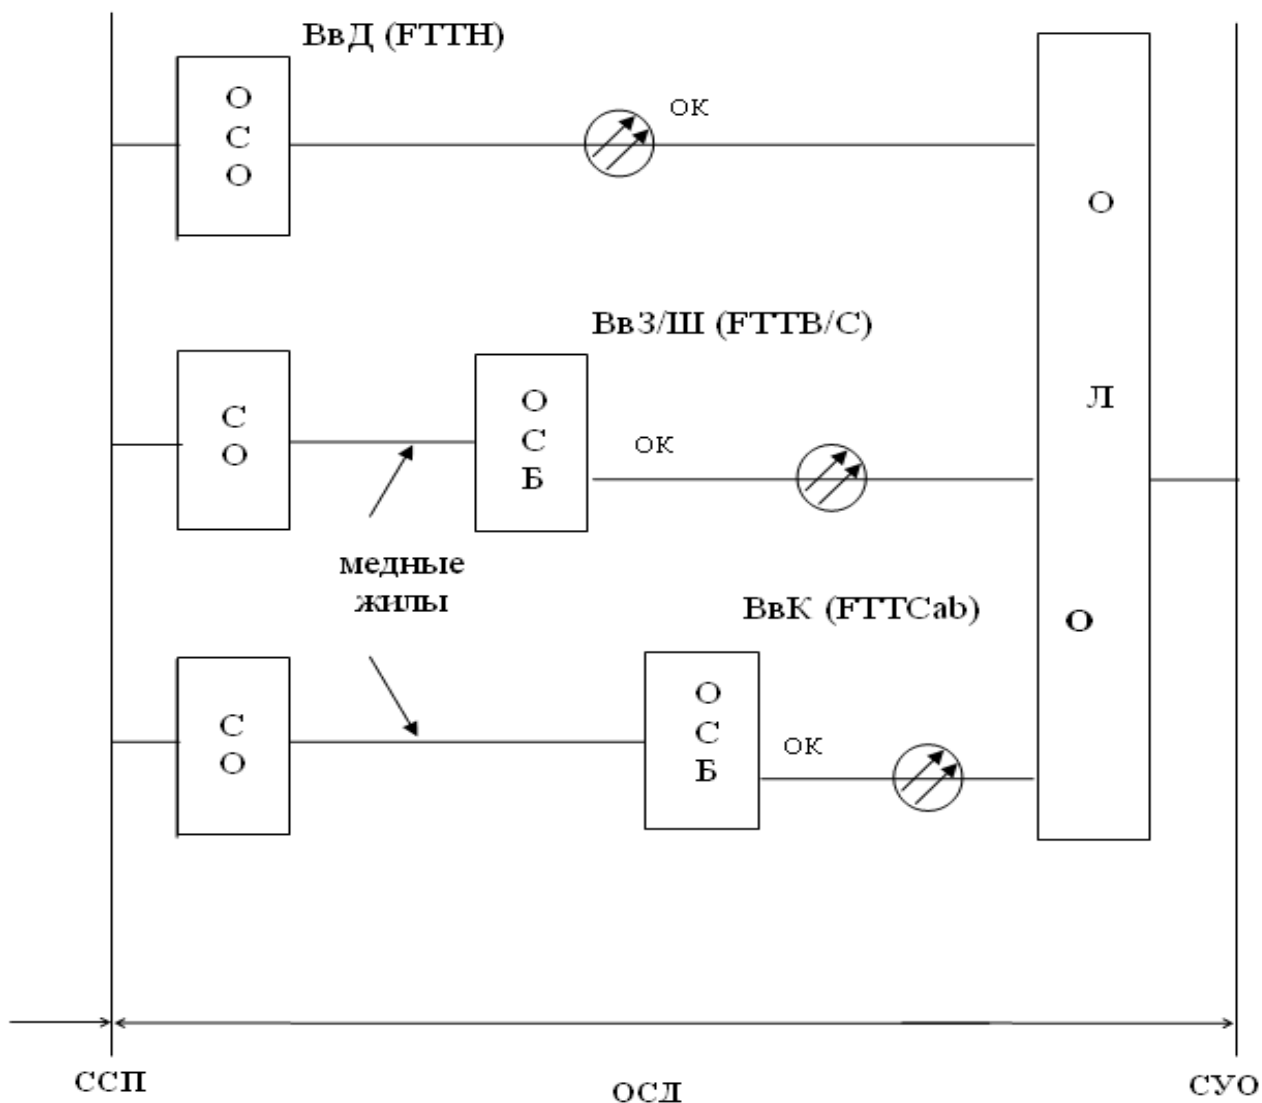 ВвД (FTTH)
О
С
О
ОК
ВвЗ/Ш (FTTB/C)
С
О
О
С
Б
ОК
медные
жилы
ВвК (FTTCab)
С
О
О
С
Б
ОК
О
Л
О
ССП
ОСД
СУО